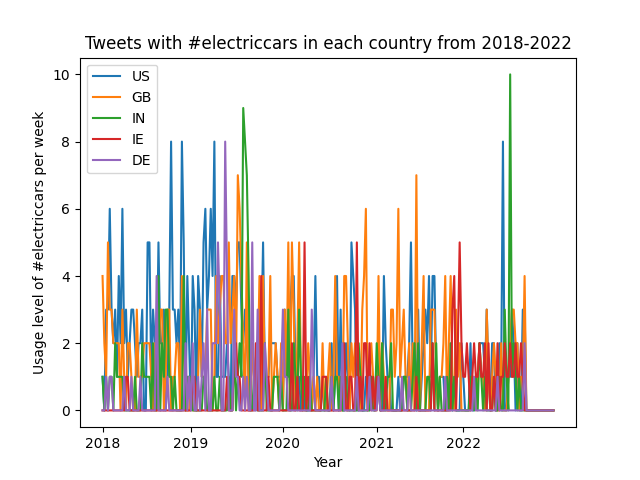 Tweets with #electriccars in each country from 2018-2022
10
8
6
4
2
0
Usage level of #electriccars per week
US
GB
IN
IE
DE
2018 2019 2020 2021 2022
Year